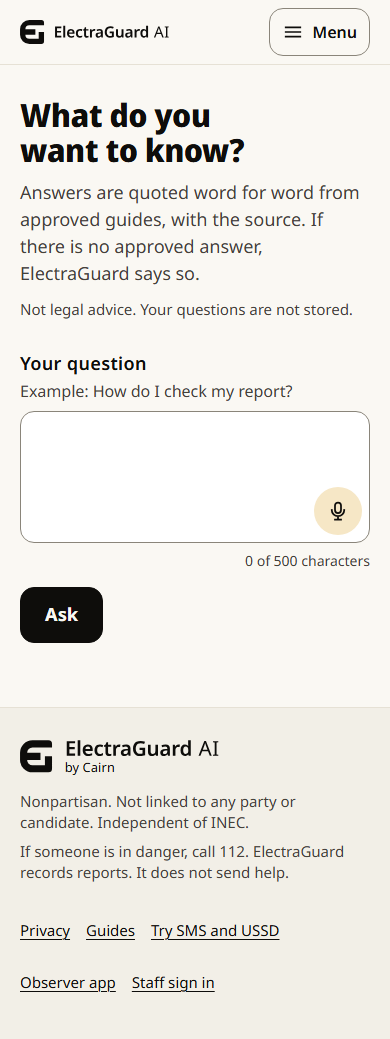 ElectraGuard AI
Menu
What do you
want to know?
Answers are quoted word for word from
approved guides, with the source. If
there is no approved answer,
ElectraGuard says so.
Not legal advice. Your questions are not stored.
Your question
Example: How do I check my report?
0 of 500 characters
Ask
ElectraGuard AI
by Cairn
Nonpartisan. Not linked to any party or
candidate. Independent of INEC.
If someone is in danger, call 112. ElectraGuard
records reports. It does not send help.
Privacy Guides Try SMS and USSD
Observer app Staff sign in